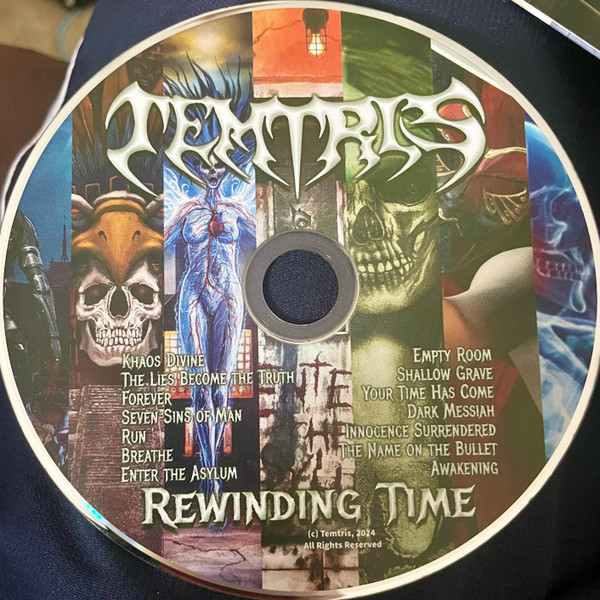 TEMTRIS
Khaos Divine
The Lies Become the Truth
Forever
Seven Sins of Man
Run
Breathe
Enter the Asylum
Empty Room
Shallow Grave
Your Time Has Come
Dark Messiah
Innocence Surrendered
The Name on the Bullet
Awakening
Rewinding Time
(c) Temtris, 2024
All Rights Reserved